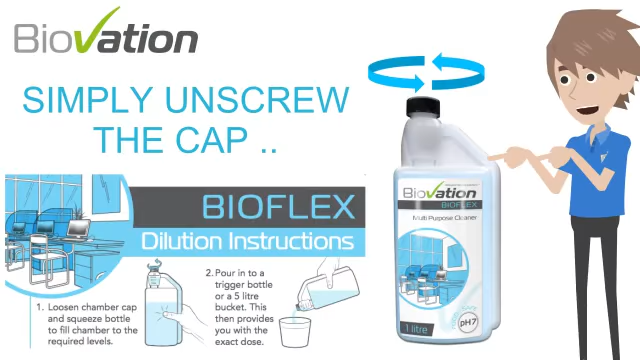 BioVation
SIMPLY UNSCREW
THE CAP ..
BIOFLEX
Dilution Instructions
1. Loosen chamber cap
and squeeze bottle
to fill chamber to the
required levels.
2. Pour in to a
trigger bottle
or a 5 litre
bucket. This
then provides
you with the
exact dose.
BioVation
BIOFLEX
Multi Purpose Cleaner
1 litre
pH7